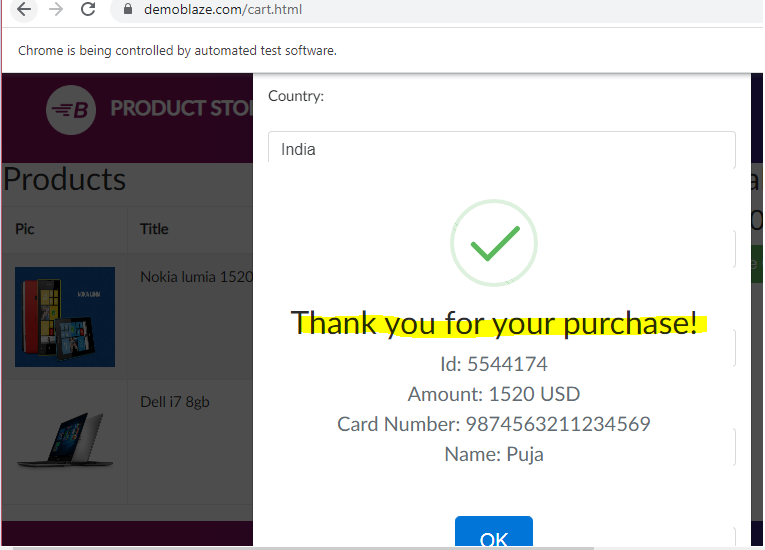 demoblaze.com/cart.html
Chrome is being controlled by automated test software.
B PRODUCT STO
Country:
India
Products
Pic Title
Nokia lumia 1520
Dell i7 8gb
Thank you for your purchase!
Id: 5544174
Amount: 1520 USD
Card Number: 9874563211234569
Name: Puja
OK